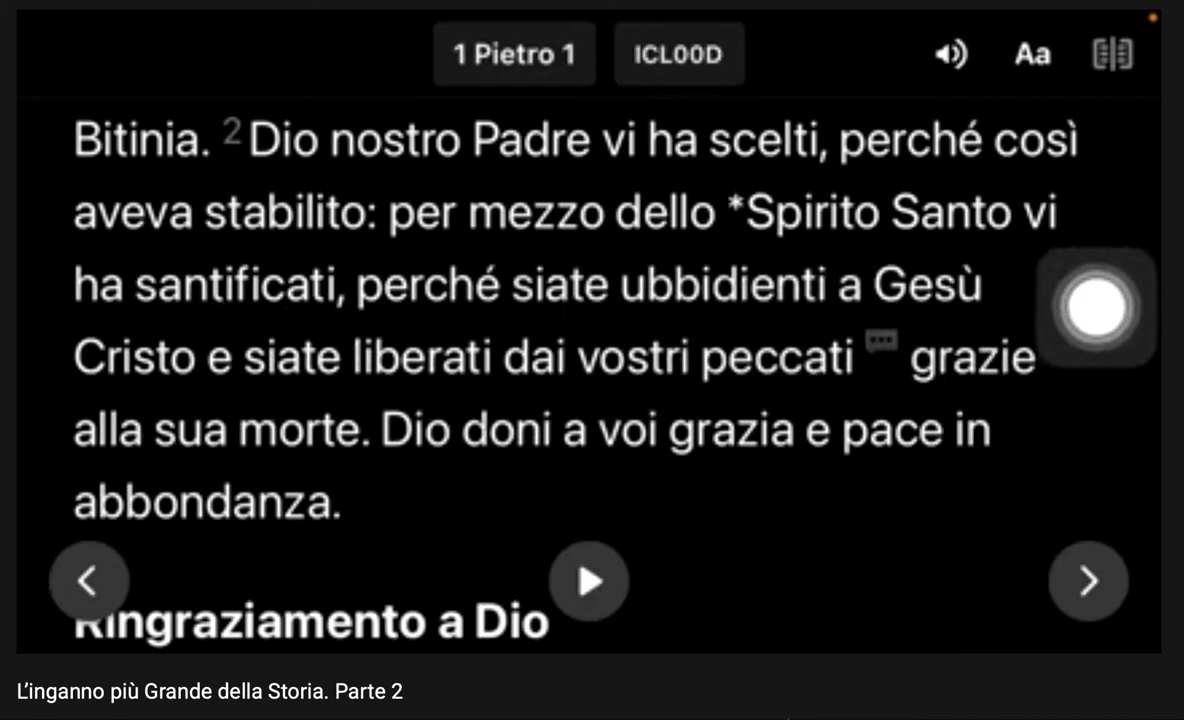 1 Pietro 1 ICL00D Aa
Bitinia. 2 Dio nostro Padre vi ha scelti, perché così
aveva stabilito: per mezzo dello *Spirito Santo vi
ha santificati, perché siate ubbidienti a Gesù
Cristo e siate liberati dai vostri peccati grazie
alla sua morte. Dio doni a voi grazia e pace in
abbondanza.
Ringraziamento a Dio
L'inganno più Grande della Storia. Parte 2